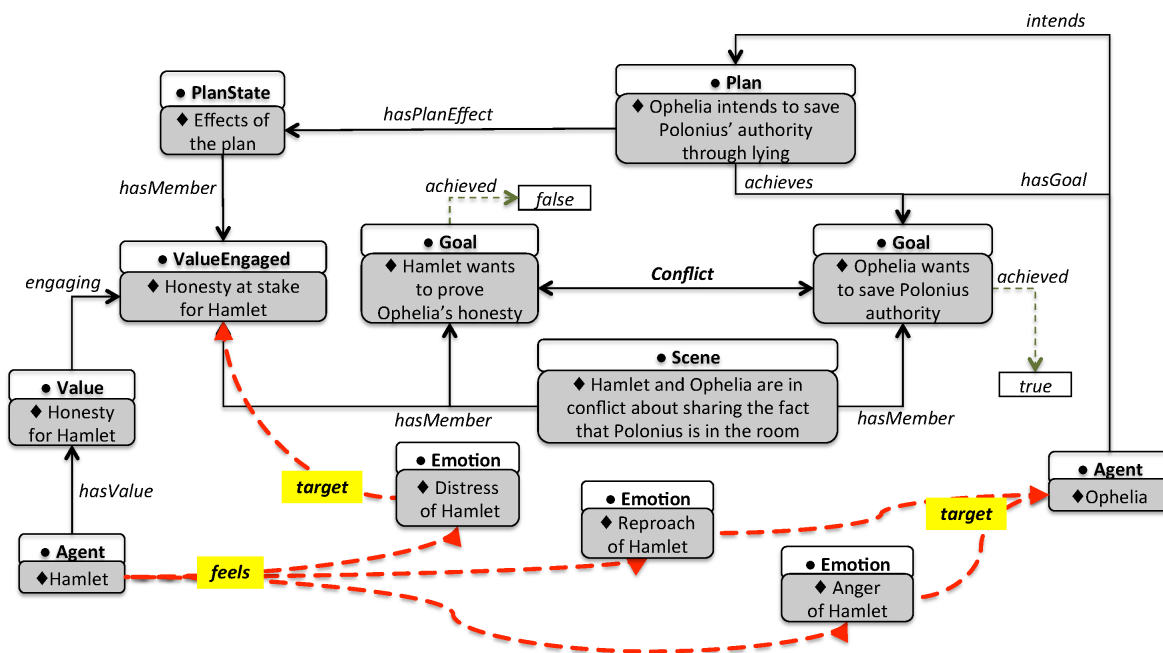 intends
● Plan
♦ Ophelia intends to save
Polonius’ authority
through lying
● PlanState
♦ Effects of
the plan
hasPlanEffect
hasMember
achieves
hasGoal
achieved
false
● ValueEngaged
♦ Honesty at stake
for Hamlet
● Goal
♦ Hamlet wants
to prove
Ophelia’s honesty
Conflict
● Goal
♦ Ophelia wants
to save Polonius
authority
achieved
true
engaging
● Value
♦ Honesty
for Hamlet
● Scene
♦ Hamlet and Ophelia are in
conflict about sharing the fact
that Polonius is in the room
hasMember
hasMember
hasValue
● Emotion
♦ Distress
of Hamlet
target
● Emotion
♦ Reproach
of Hamlet
target
● Agent
♦Ophelia
● Agent
♦Hamlet
feels
● Emotion
♦ Anger
of Hamlet